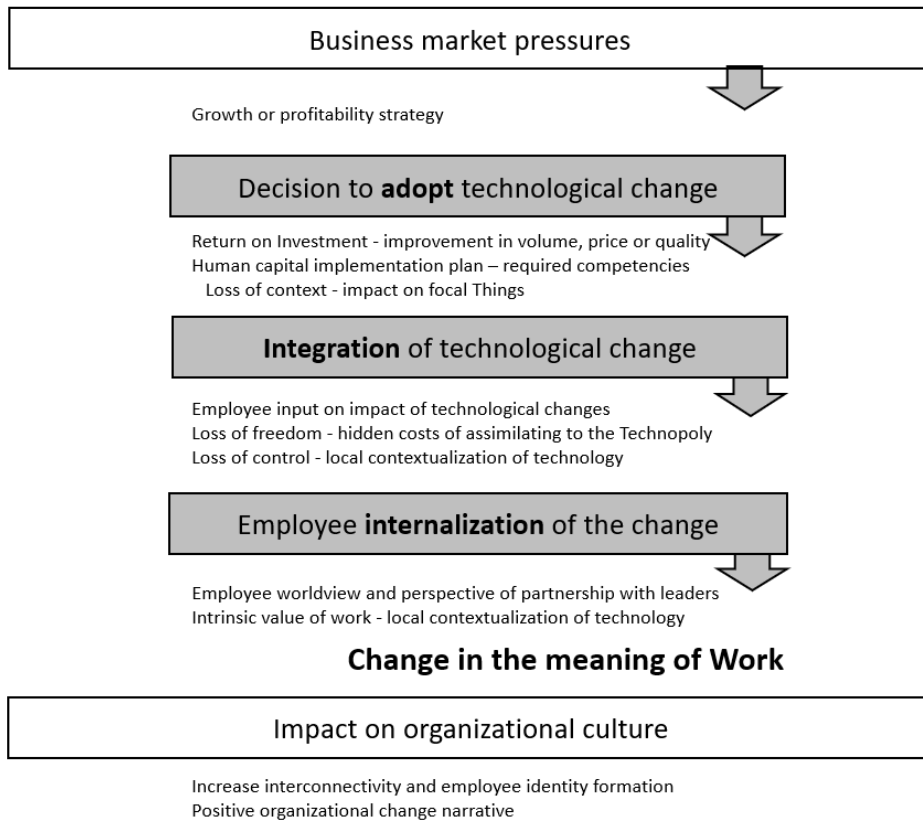 Business market pressures
Growth or profitability strategy
Decision to adopt technological change
Return on Investment - improvement in volume, price or quality
Human capital implementation plan – required competencies
Loss of context - impact on focal Things
Integration of technological change
Employee input on impact of technological changes
Loss of freedom - hidden costs of assimilating to the Technopoly
Loss of control - local contextualization of technology
Employee internalization of the change
Employee worldview and perspective of partnership with leaders
Intrinsic value of work - local contextualization of technology
Change in the meaning of Work
Impact on organizational culture
Increase interconnectivity and employee identity formation
Positive organizational change narrative